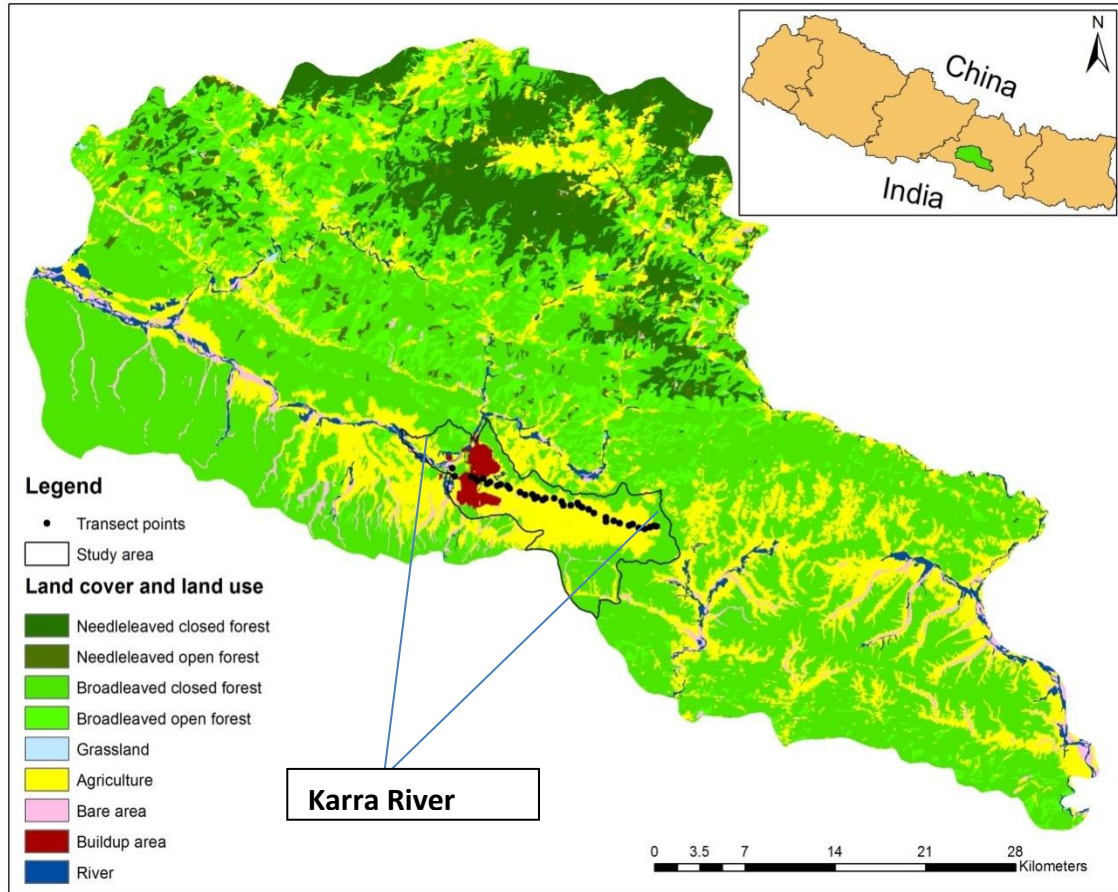 N
China
India
Legend
Transect points
Study area
Land cover and land use
Needleleaved closed forest
Needleleaved open forest
Broadleaved closed forest
Broadleaved open forest
Grassland
Agriculture
Bare area
Buildup area
River
Karra River
0 3.5 7 14 21 28
Kilometers